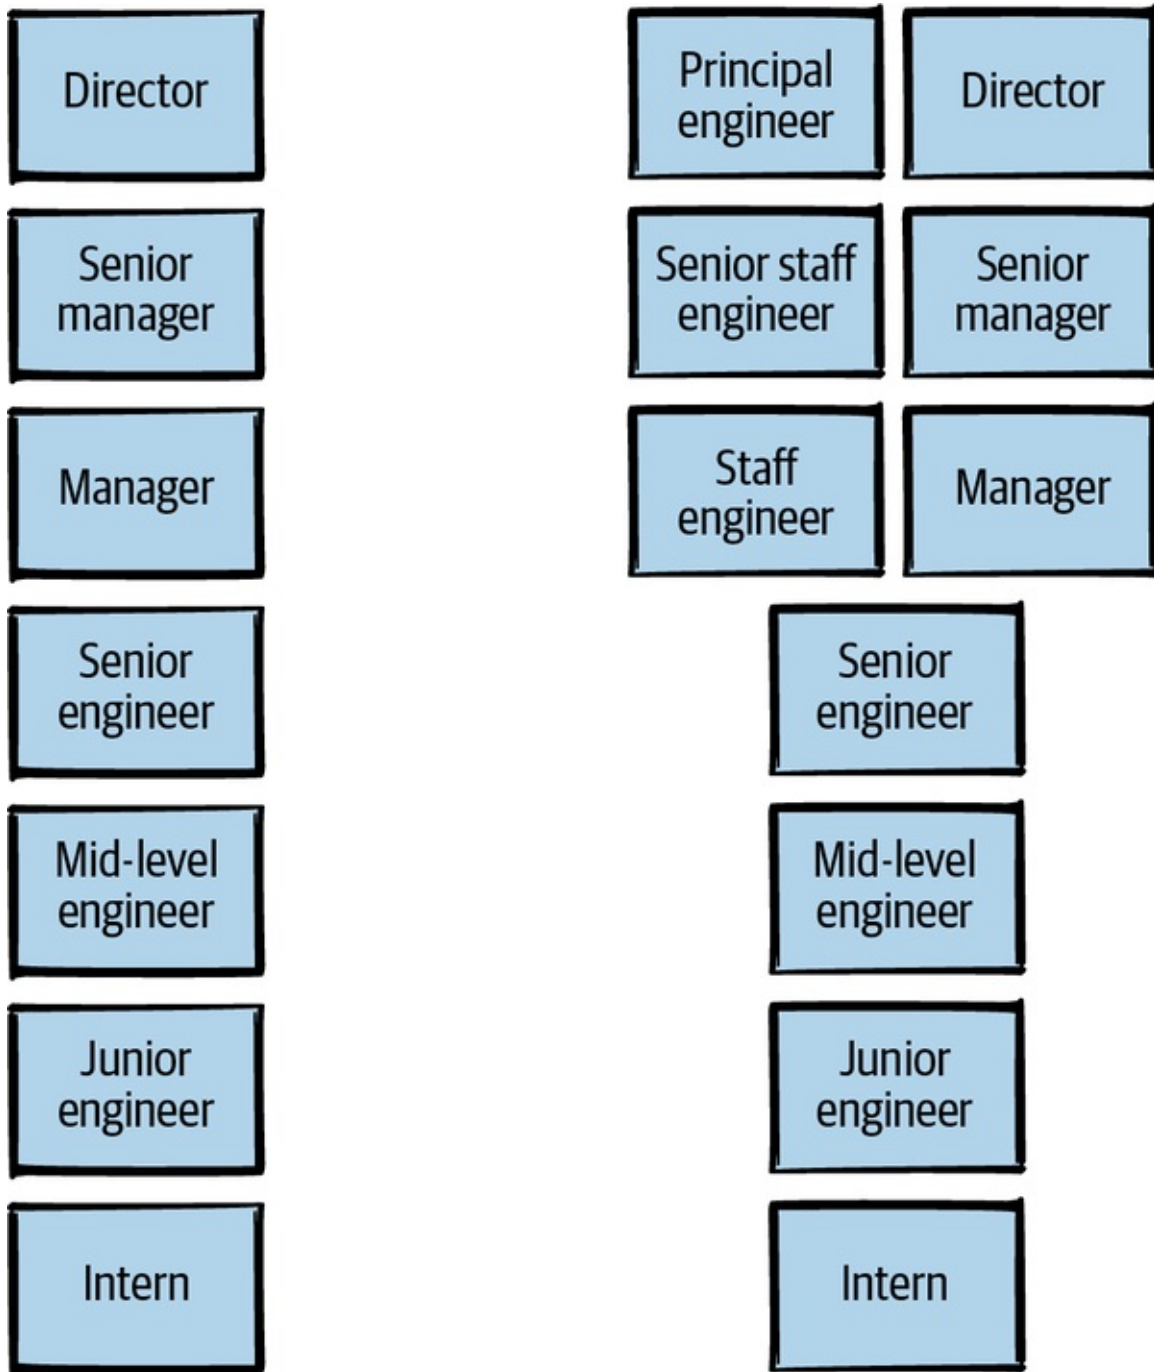 Director
Senior
manager
Manager
Senior
engineer
Mid-level
engineer
Junior
engineer
Intern
Principal
engineer
Director
Senior staff
engineer
Senior
manager
Staff
engineer
Manager
Senior
engineer
Mid-level
engineer
Junior
engineer
Intern